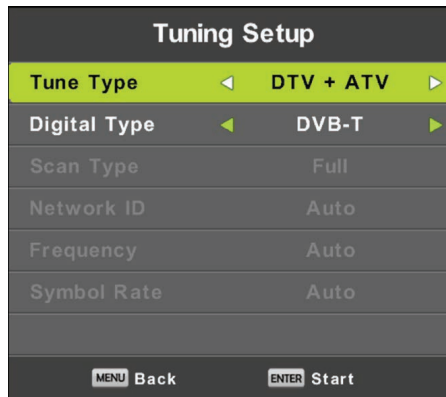 Tuning Setup
Tune Type DTV + ATV
Digital Type DVB-T
Scan Type Full
Network ID Auto
Frequency Auto
Symbol Rate Auto
MENU Back ENTER Start